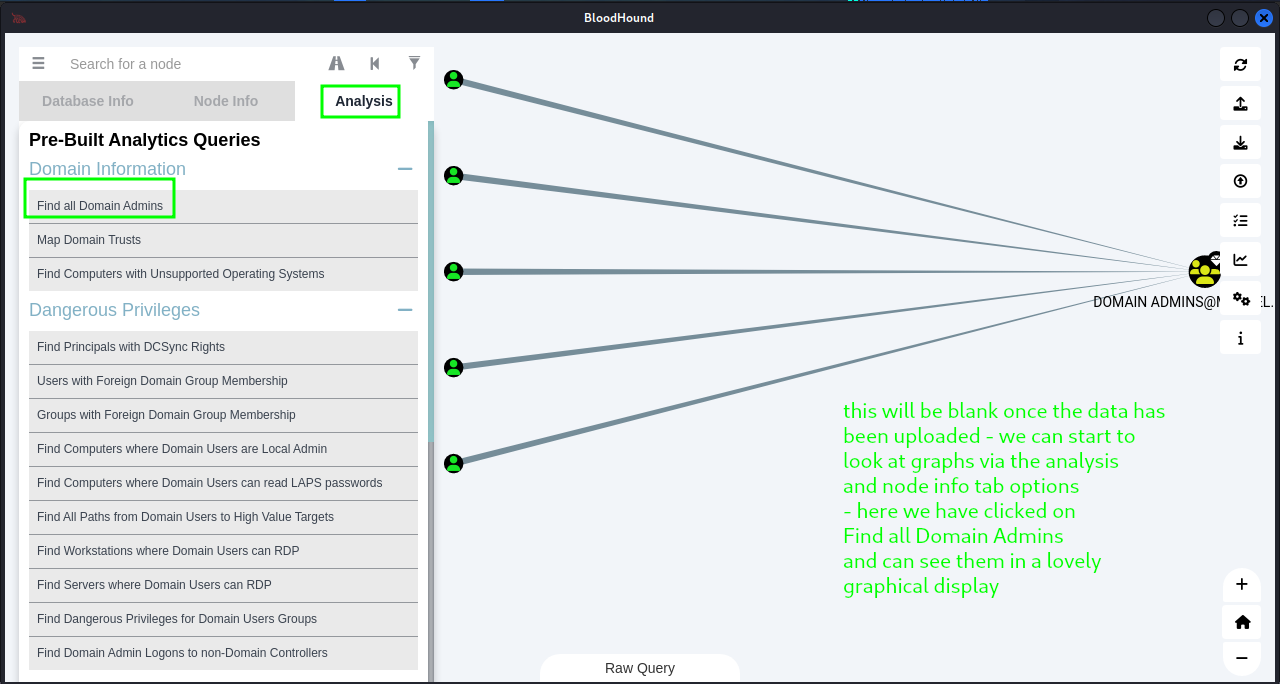 BloodHound
Search for a node
Database Info Node Info Analysis
Pre-Built Analytics Queries
Domain Information
Find all Domain Admins
Map Domain Trusts
Find Computers with Unsupported Operating Systems
Dangerous Privileges
Find Principals with DCSync Rights
Users with Foreign Domain Group Membership
Groups with Foreign Domain Group Membership
Find Computers where Domain Users are Local Admin
Find Computers where Domain Users can read LAPS passwords
Find All Paths from Domain Users to High Value Targets
Find Workstations where Domain Users can RDP
Find Servers where Domain Users can RDP
Find Dangerous Privileges for Domain Users Groups
Find Domain Admin Logons to non-Domain Controllers
DOMAIN ADMINS@
this will be blank once the data has
been uploaded - we can start to
look at graphs via the analysis
and node info tab options
- here we have clicked on
Find all Domain Admins
and can see them in a lovely
graphical display
Raw Query